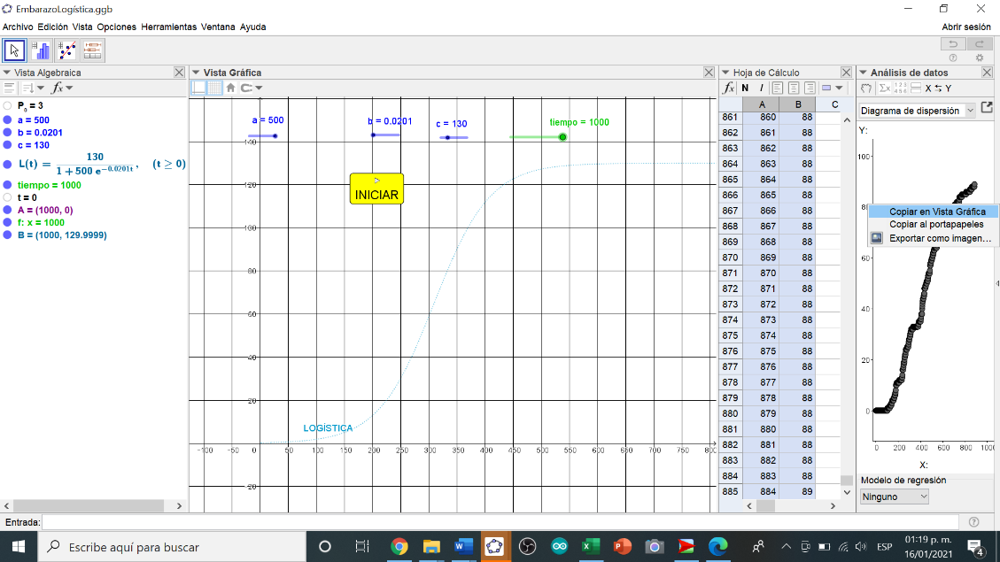 EmbarazoLogística.ggb
Archivo Edición Vista Opciones Herramientas Ventana Ayuda
Abrir sesión
Vista Algebraica
P₀ = 3
a = 500
b = 0.0201
c = 130
L(t) = 130 / (1 + 500 e^(−0.0201t)), (t ≥ 0)
tiempo = 1000
t = 0
A = (1000, 0)
f: x = 1000
B = (1000, 129.9999)
Vista Gráfica
a = 500
b = 0.0201
c = 130
tiempo = 1000
INICIAR
LOGÍSTICA
140
120
100
80
60
40
20
−20
−100 −50 0 50 100 150 200 250 300 350 400 450 500 550 600 650 700 750 800
Hoja de Cálculo
fx N I
A B C
861 860 88
862 861 88
863 862 88
864 863 88
865 864 88
866 865 88
867 866 88
868 867 88
869 868 88
870 869 88
871 870 88
872 871 88
873 872 88
874 873 88
875 874 88
876 875 88
877 876 88
878 877 88
879 878 88
880 879 88
881 880 88
882 881 88
883 882 88
884 883 88
885 884 89
Análisis de datos
Σx 1 2 3 4 5 6 X ⇆ Y
Diagrama de dispersión
Y:
100
80
60
40
20
0
Copiar en Vista Gráfica
Copiar al portapapeles
Exportar como imagen…
0 200 400 600 800 1000
X:
Modelo de regresión
Ninguno
Entrada:
Escribe aquí para buscar
ESP
01:19 p. m.
16/01/2021
4